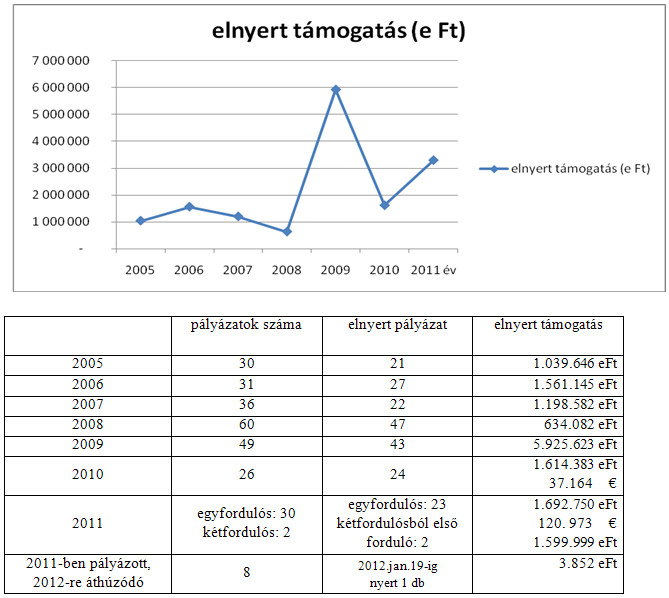 elnyert támogatás (e Ft)
7 000 000
6 000 000
5 000 000
4 000 000
3 000 000
2 000 000
1 000 000
-
2005 2006 2007 2008 2009 2010 2011 év
elnyert támogatás (e Ft)
pályázatok száma elnyert pályázat elnyert támogatás
2005 30 21 1.039.646 eFt
2006 31 27 1.561.145 eFt
2007 36 22 1.198.582 eFt
2008 60 47 634.082 eFt
2009 49 43 5.925.623 eFt
2010 26 24 1.614.383 eFt
37.164 €
2011 egyfordulós: 30 egyfordulós: 23 1.692.750 eFt
kétfordulós: 2 kétfordulósból első 120. 973 €
forduló: 2 1.599.999 eFt
2011-ben pályázott, 8 2012.jan.19-ig 3.852 eFt
2012-re áthúzódó nyert 1 db